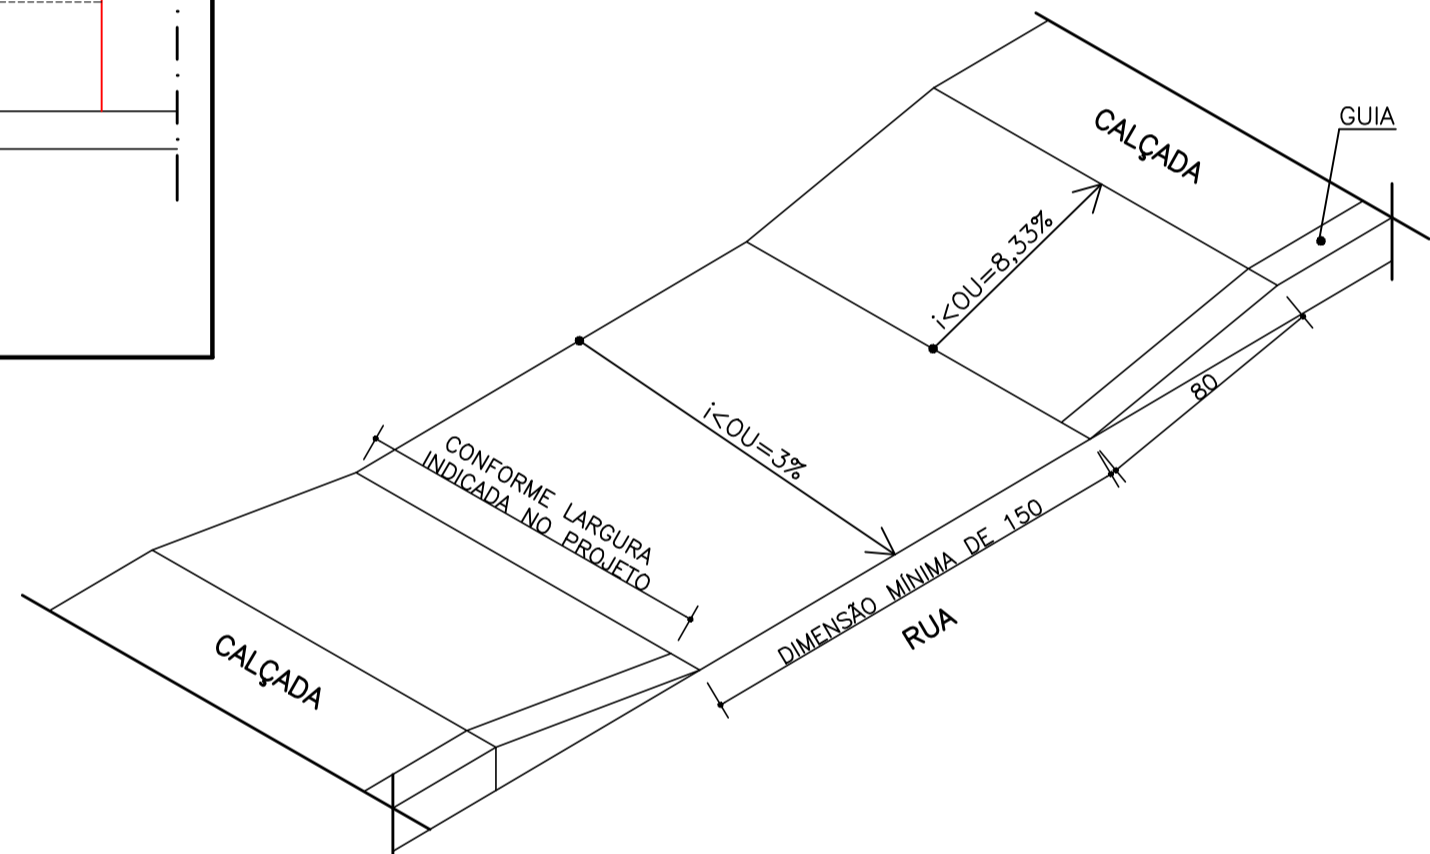 GUIA
CALÇADA
i<OU=8,33%
80
i<OU=3%
CONFORME LARGURA
INDICADA NO PROJETO
DIMENSÃO MÍNIMA DE 150
RUA
CALÇADA